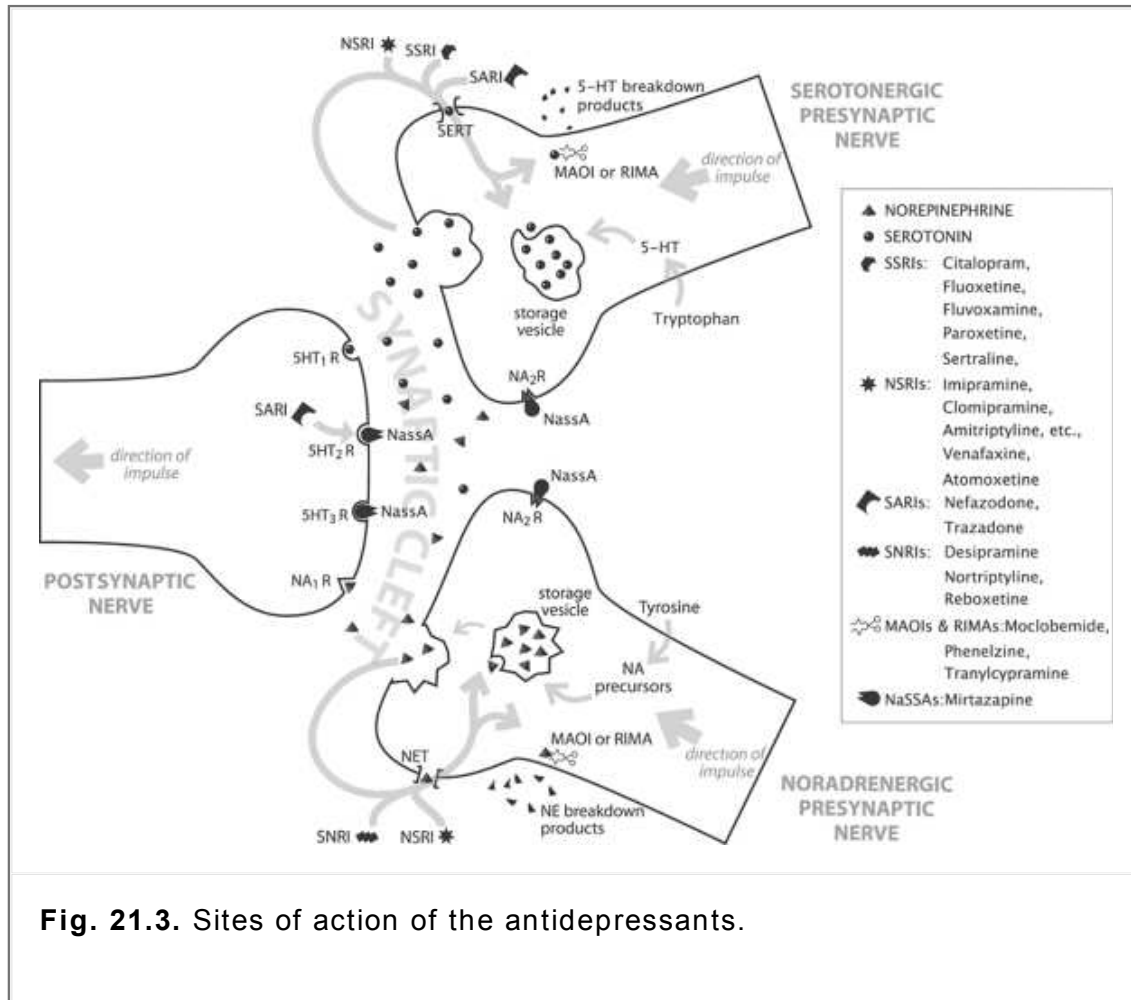 NSRI
SSRI
SARI
5-HT breakdown
products
SERT
MAOI or RIMA
direction of
impulse
SEROTONERGIC
PRESYNAPTIC
NERVE
5-HT
storage
vesicle
Tryptophan
NA₂R
NassA
SYNAPTIC CLEFT
5HT₁ R
SARI
NassA
5HT₂ R
direction of
impulse
NassA
5HT₃ R
POSTSYNAPTIC
NERVE
NA₁ R
NassA
NA₂ R
storage
vesicle
Tyrosine
NA
precursors
MAOI or RIMA
direction of
impulse
NET
NE breakdown
products
SNRI
NSRI
NORADRENERGIC
PRESYNAPTIC
NERVE
NOREPINEPHRINE
SEROTONIN
SSRIs: Citalopram,
Fluoxetine,
Fluvoxamine,
Paroxetine,
Sertraline,
NSRIs: Imipramine,
Clomipramine,
Amitriptyline, etc.,
Venafaxine,
Atomoxetine
SARIs: Nefazodone,
Trazadone
SNRIs: Desipramine
Nortriptyline,
Reboxetine
MAOIs & RIMAs:Moclobemide,
Phenelzine,
Tranylcypramine
NaSSAs:Mirtazapine
Fig. 21.3. Sites of action of the antidepressants.